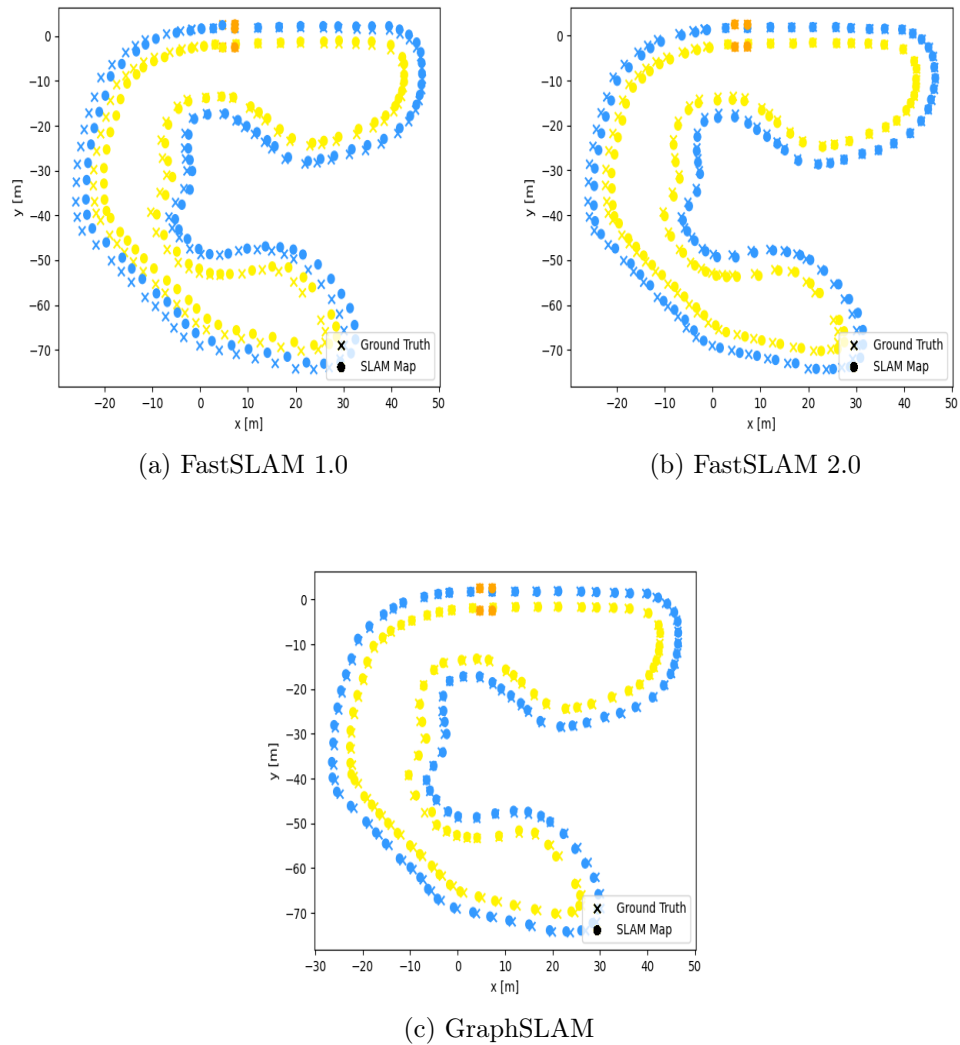 0
−10
−20
−30
−40
−50
−60
−70
y [m]
−20 −10 0 10 20 30 40 50
x [m]
Ground Truth
SLAM Map
(a) FastSLAM 1.0
0
−10
−20
−30
−40
−50
−60
−70
y [m]
−20 −10 0 10 20 30 40 50
x [m]
Ground Truth
SLAM Map
(b) FastSLAM 2.0
0
−10
−20
−30
−40
−50
−60
−70
y [m]
−30 −20 −10 0 10 20 30 40 50
x [m]
Ground Truth
SLAM Map
(c) GraphSLAM